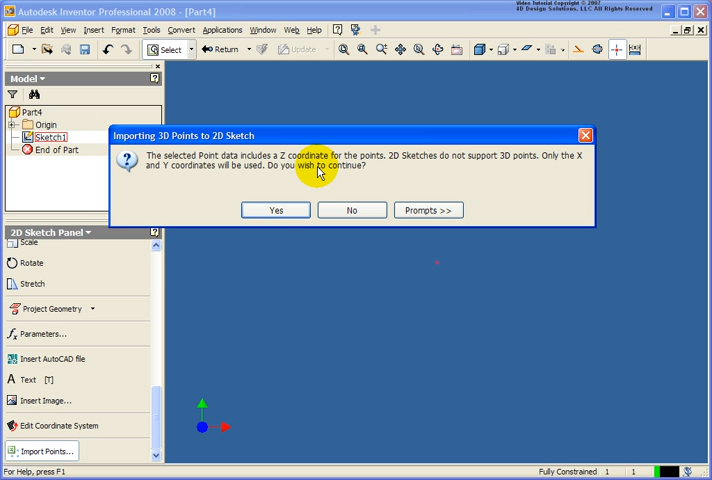 Autodesk Inventor Professional 2008 - [Part4]
Video Tutorial Copyright © 2007
4D Design Solutions, LLC All Rights Reserved
File Edit View Insert Format Tools Convert Applications Window Web Help
Select Return Update
Model
Part4
Origin
Sketch1
End of Part
Importing 3D Points to 2D Sketch
The selected Point data includes a Z coordinate for the points. 2D Sketches do not support 3D points. Only the X
and Y coordinates will be used. Do you wish to continue?
Yes No Prompts >>
2D Sketch Panel
Scale
Rotate
Stretch
Project Geometry
fx Parameters...
Insert AutoCAD file
A Text [T]
Insert Image...
Edit Coordinate System
Import Points...
For Help, press F1 Fully Constrained 1 1